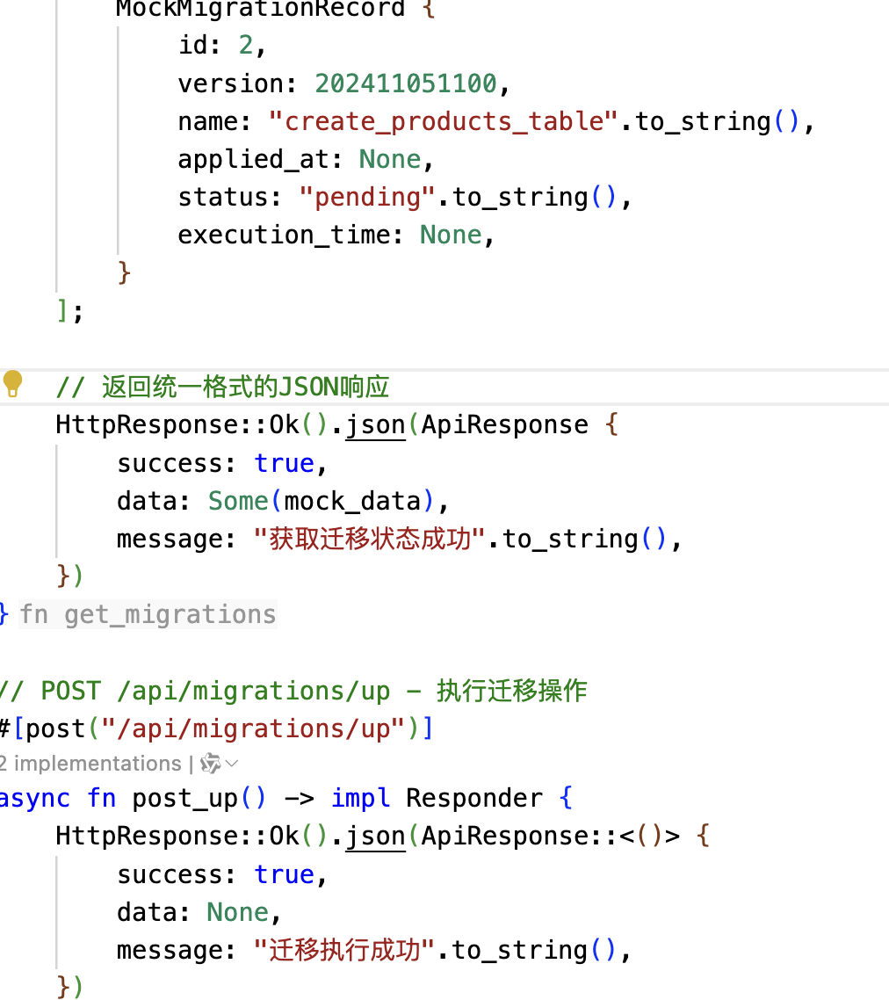 MockMigrationRecord {
id: 2,
version: 202411051100,
name: "create_products_table".to_string(),
applied_at: None,
status: "pending".to_string(),
execution_time: None,
}
];
// 返回统一格式的JSON响应
HttpResponse::Ok().json(ApiResponse {
success: true,
data: Some(mock_data),
message: "获取迁移状态成功".to_string(),
})
} fn get_migrations
// POST /api/migrations/up - 执行迁移操作
#[post("/api/migrations/up")]
2 implementations |
async fn post_up() -> impl Responder {
HttpResponse::Ok().json(ApiResponse::<()> {
success: true,
data: None,
message: "迁移执行成功".to_string(),
})